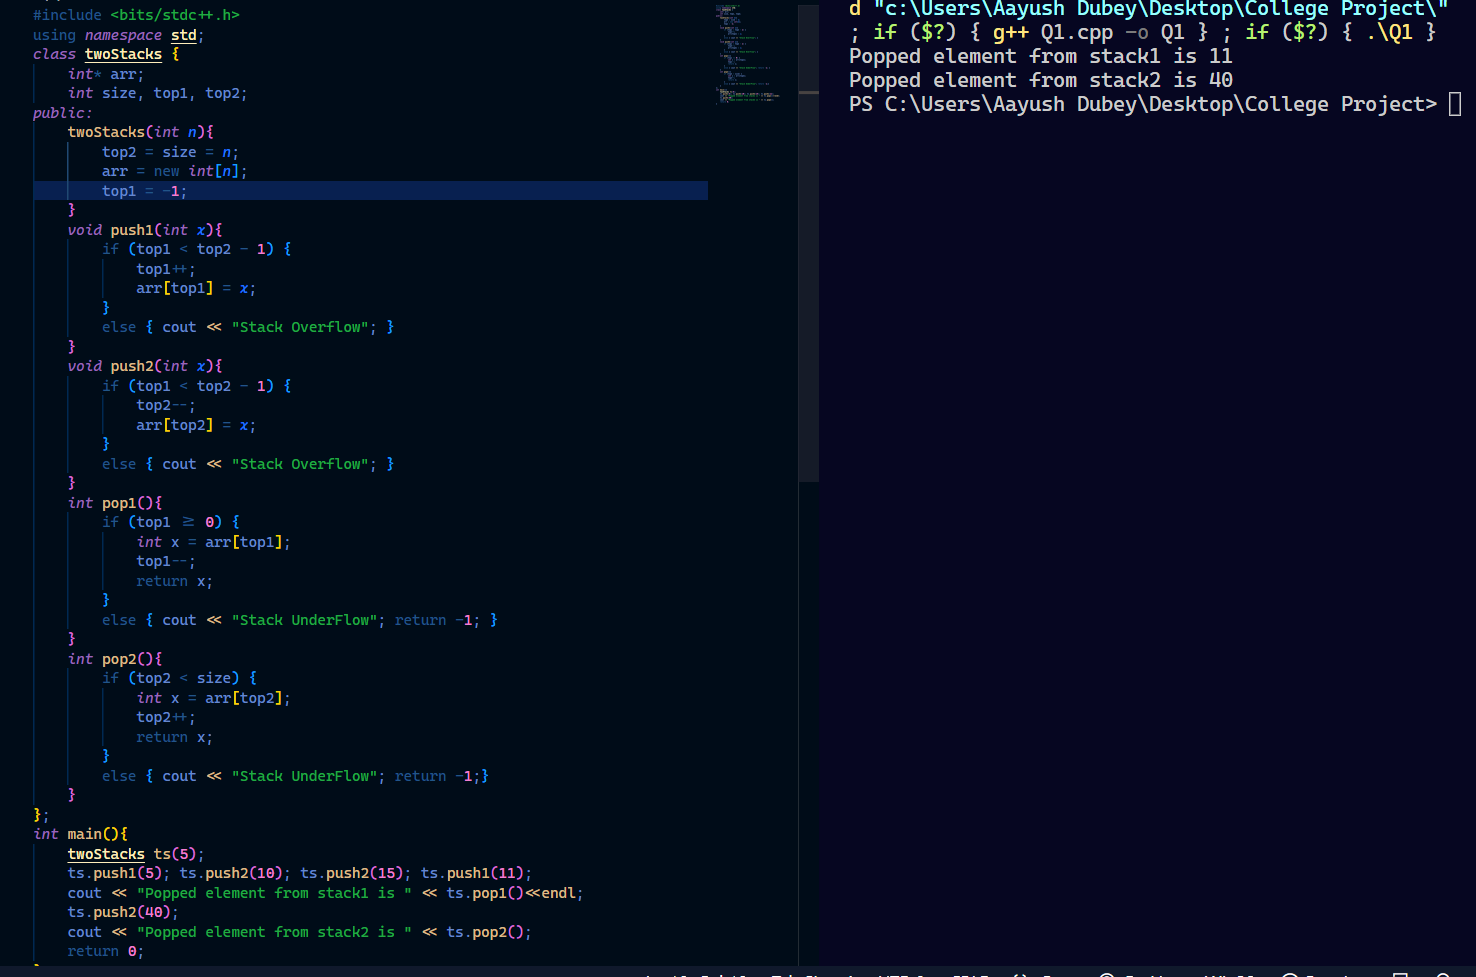 #include <bits/stdc++.h>
using namespace std;
class twoStacks {
    int* arr;
    int size, top1, top2;
public:
    twoStacks(int n){
        top2 = size = n;
        arr = new int[n];
        top1 = -1;
    }
    void push1(int x){
        if (top1 < top2 - 1) {
            top1++;
            arr[top1] = x;
        }
        else { cout << "Stack Overflow"; }
    }
    void push2(int x){
        if (top1 < top2 - 1) {
            top2--;
            arr[top2] = x;
        }
        else { cout << "Stack Overflow"; }
    }
    int pop1(){
        if (top1 >= 0) {
            int x = arr[top1];
            top1--;
            return x;
        }
        else { cout << "Stack UnderFlow"; return -1; }
    }
    int pop2(){
        if (top2 < size) {
            int x = arr[top2];
            top2++;
            return x;
        }
        else { cout << "Stack UnderFlow"; return -1;}
    }
};
int main(){
    twoStacks ts(5);
    ts.push1(5); ts.push2(10); ts.push2(15); ts.push1(11);
    cout << "Popped element from stack1 is " << ts.pop1()<<endl;
    ts.push2(40);
    cout << "Popped element from stack2 is " << ts.pop2();
    return 0;
d "c:\Users\Aayush Dubey\Desktop\College Project\"
; if ($?) { g++ Q1.cpp -o Q1 } ; if ($?) { .\Q1 }
Popped element from stack1 is 11
Popped element from stack2 is 40
PS C:\Users\Aayush Dubey\Desktop\College Project>